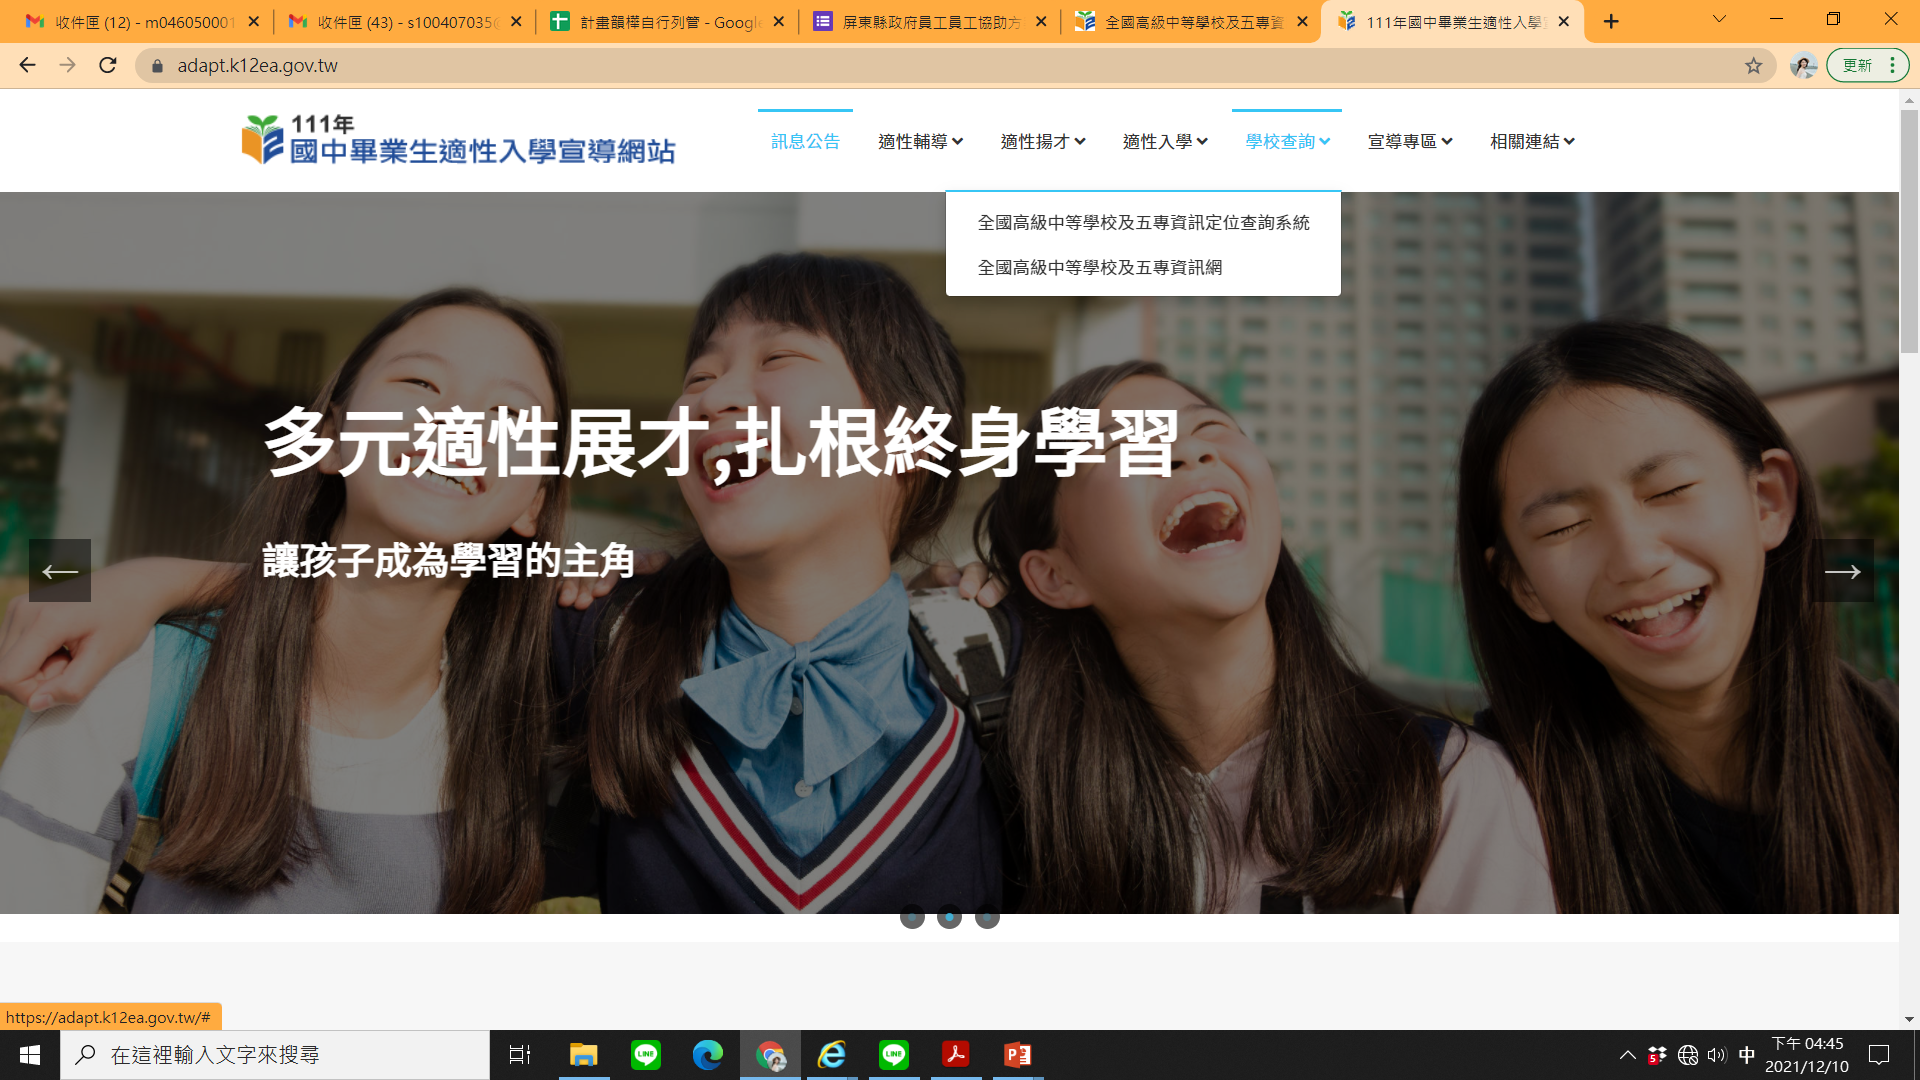 收件匣 (12) - m046050001
收件匣 (43) - s100407035@
計畫韻樺自行列管 - Google
屏東縣政府員工員工協助方
全國高級中等學校及五專資
111年國中畢業生適性入學宣
adapt.k12ea.gov.tw
更新
111年
國中畢業生適性入學宣導網站
訊息公告
適性輔導
適性揚才
適性入學
學校查詢
宣導專區
相關連結
全國高級中等學校及五專資訊定位查詢系統
全國高級中等學校及五專資訊網
多元適性展才,扎根終身學習
讓孩子成為學習的主角
https://adapt.k12ea.gov.tw/#
在這裡輸入文字來搜尋
LINE
LINE
5
中
下午 04:45
2021/12/10